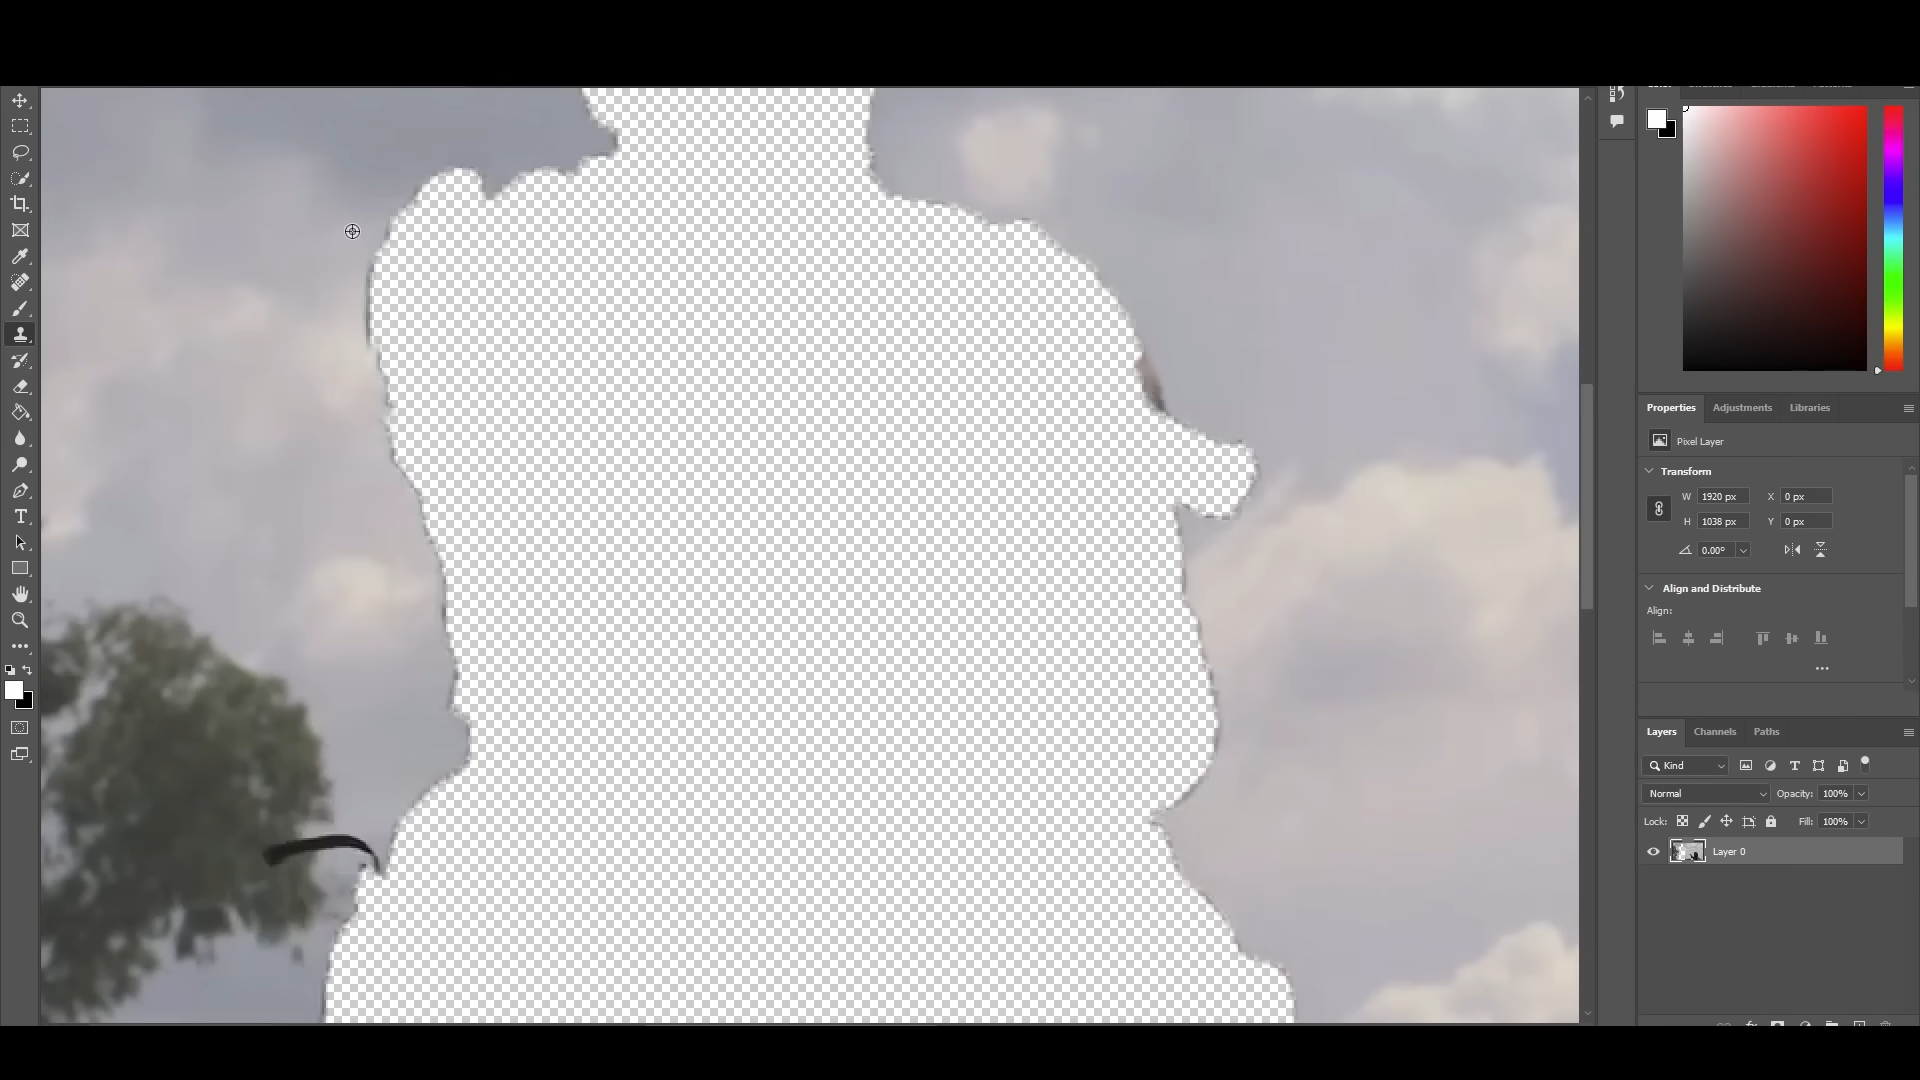 Properties Adjustments Libraries
Pixel Layer
Transform
W 1920 px X 0 px
H 1038 px Y 0 px
0.00°
Align and Distribute
Align:
Layers Channels Paths
Kind
Normal Opacity: 100%
Lock: Fill: 100%
Layer 0